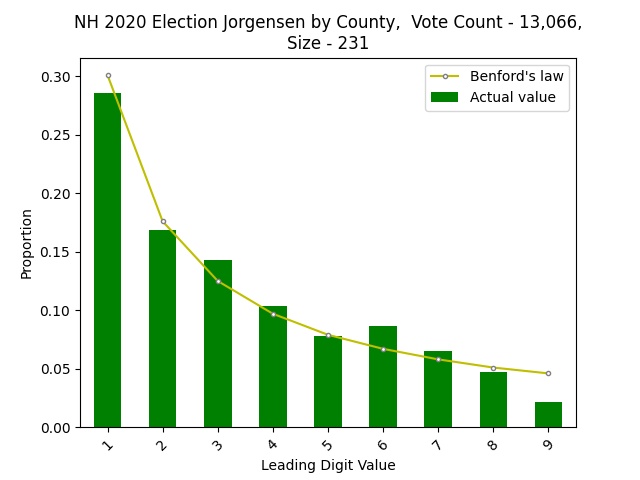 NH 2020 Election Jorgensen by County,  Vote Count - 13,066,
Size - 231
Benford's law
Actual value
Proportion
0.30
0.25
0.20
0.15
0.10
0.05
0.00
1 2 3 4 5 6 7 8 9
Leading Digit Value